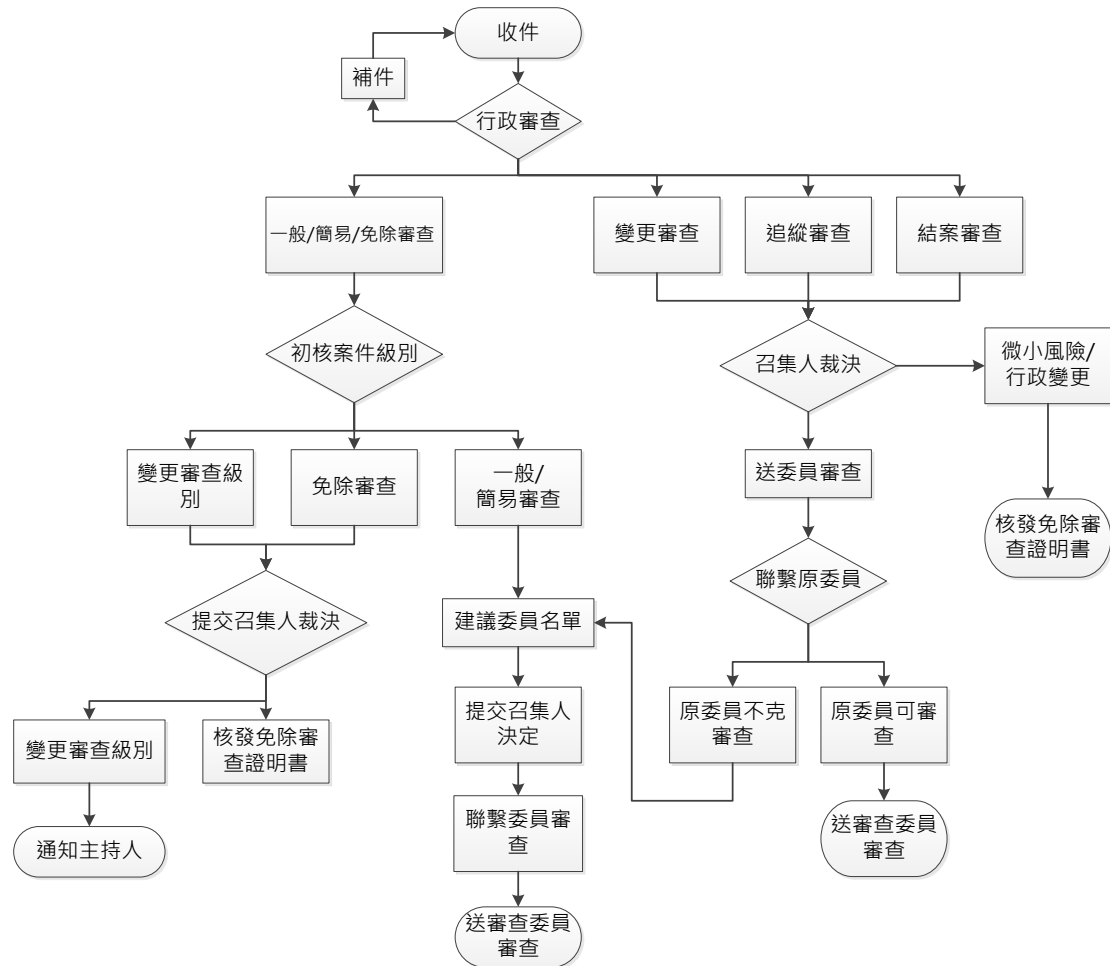 收件
補件
行政審查
一般/簡易/免除審查
變更審查
追縱審查
結案審查
初核案件級別
召集人裁決
微小風險/
行政變更
變更審查級
別
免除審查
一般/
簡易審查
送委員審查
核發免除審
查證明書
聯繫原委員
提交召集人裁決
建議委員名單
變更審查級別
核發免除審
查證明書
提交召集人
決定
原委員不克
審查
原委員可審
查
通知主持人
聯繫委員審
查
送審查委員
審查
送審查委員
審查